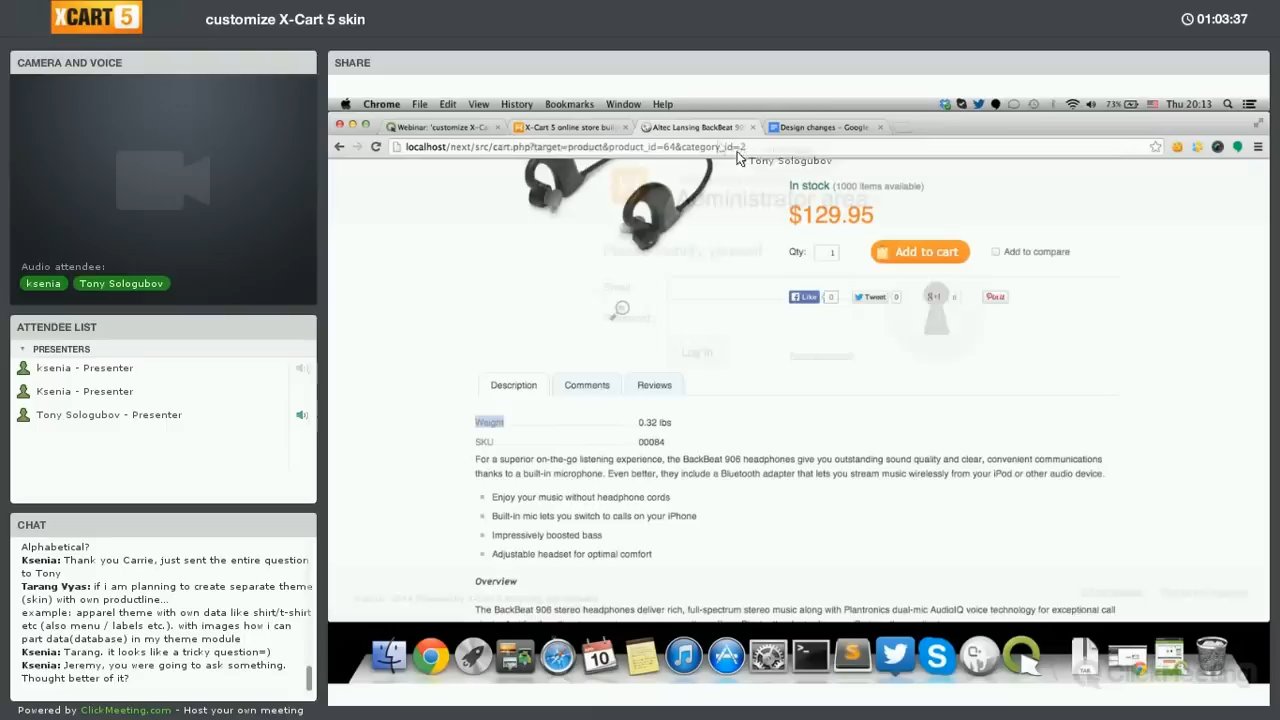 XCART 5
customize X-Cart 5 skin
01:03:37
CAMERA AND VOICE
Audio attendee:
ksenia Tony Sologubov
ATTENDEE LIST
PRESENTERS
ksenia - Presenter
Ksenia - Presenter
Tony Sologubov - Presenter
CHAT
Alphabetical?
Ksenia: Thank you Carrie, just sent the entire question
to Tony
Tarang Vyas: if i am planning to create separate theme
(skin) with own productline...
example: apparel theme with own data like shirt/t-shirt
etc (also menu / labels etc.). with images how i can
part data(database) in my theme module
Ksenia: Tarang, it looks like a tricky question=)
Ksenia: Jeremy, you were going to ask something.
Thought better of it?
Powered by ClickMeeting.com - Host your own meeting
SHARE
Chrome File Edit View History Bookmarks Window Help
73% Thu 20:13
Webinar: 'customize X-Ca
X-Cart 5 online store buil
Altec Lansing BackBeat 90
Design changes - Google
localhost/next/src/cart.php?target=product&product_id=64&category_id=2
Tony Sologubov
Administrator area
In stock (1000 items available)
$129.95
Qty: 1 Add to cart Add to compare
Like 0 Tweet 0 g+1 0 Pin it
Log in
Description Comments Reviews
Weight 0.32 lbs
SKU 00084
For a superior on-the-go listening experience, the BackBeat 906 headphones give you outstanding sound quality and clear, convenient communications
thanks to a built-in microphone. Even better, they include a Bluetooth adapter that lets you stream music wirelessly from your iPod or other audio device.
Enjoy your music without headphone cords
Built-in mic lets you switch to calls on your iPhone
Impressively boosted bass
Adjustable headset for optimal comfort
Overview
The BackBeat 906 stereo headphones deliver rich, full-spectrum stereo music along with Plantronics dual-mic AudioIQ voice technology for exceptional call
10
ClickMeeting